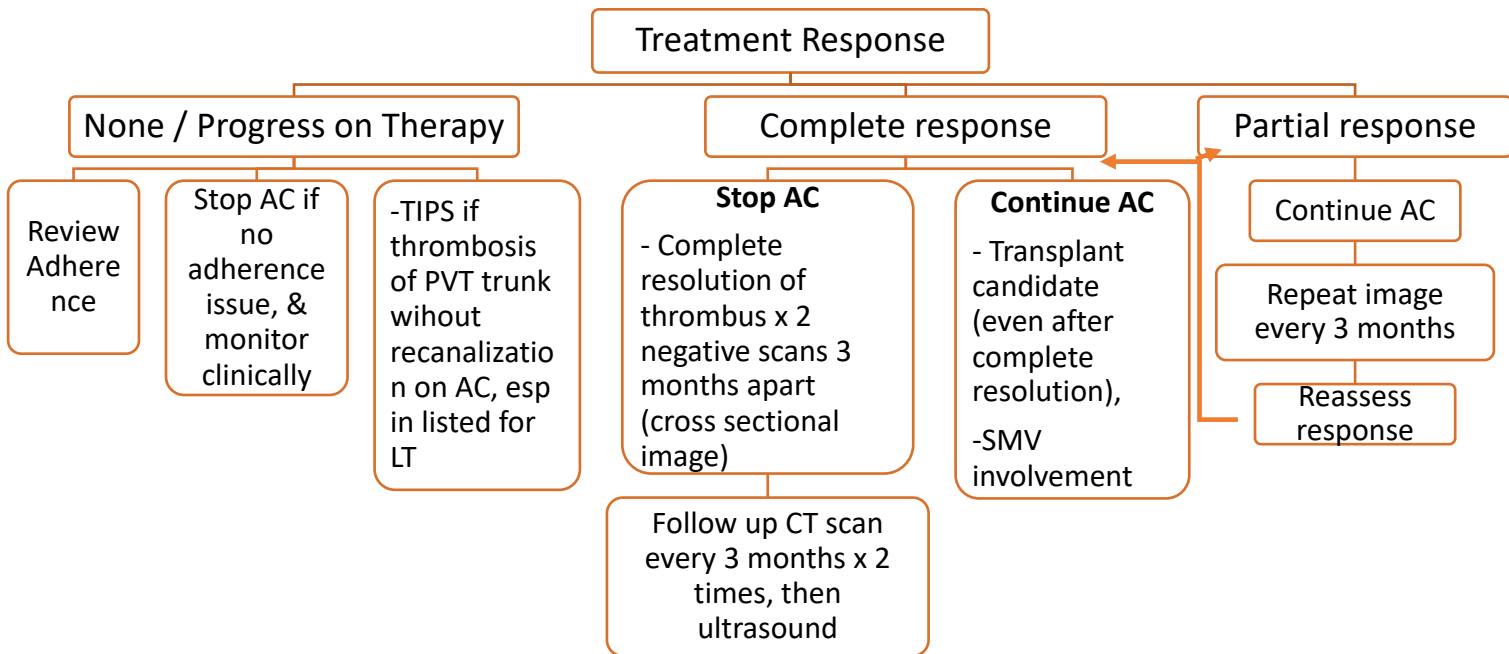 Treatment Response
None / Progress on Therapy
Review
Adhere
nce
Stop AC if
no
adherence
issue, &
monitor
clinically
-TIPS if
thrombosis
of PVT trunk
wihout
recanalizatio
n on AC, esp
in listed for
LT
Complete response
Stop AC
- Complete
resolution of
thrombus x 2
negative scans 3
months apart
(cross sectional
image)
Follow up CT scan
every 3 months x 2
times, then
ultrasound
Continue AC
- Transplant
candidate
(even after
complete
resolution),
-SMV
involvement
Partial response
Continue AC
Repeat image
every 3 months
Reassess
response